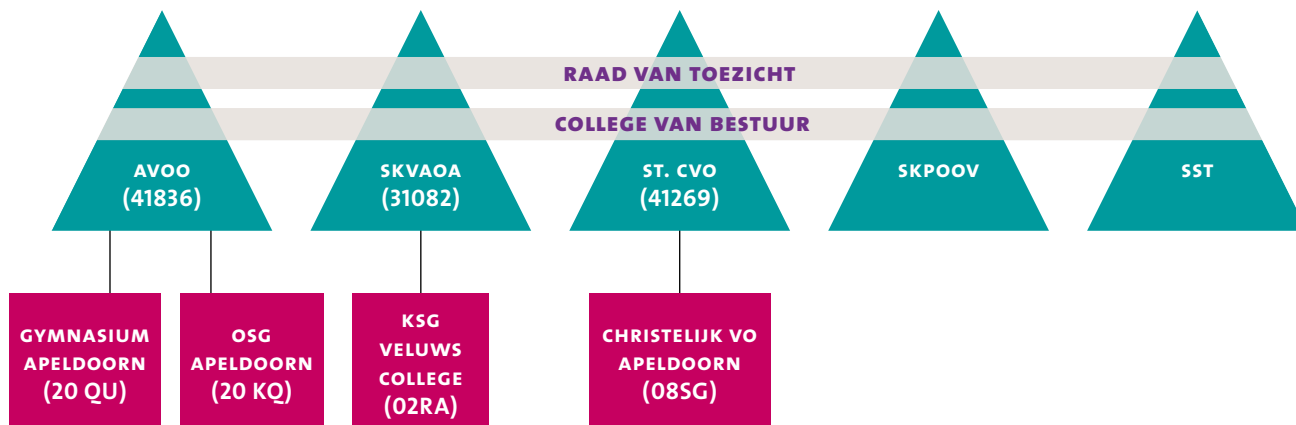 RAAD VAN TOEZICHT
COLLEGE VAN BESTUUR
AVOO
(41836)
SKVAOA
(31082)
ST. CVO
(41269)
SKPOOV
SST
GYMNASIUM
APELDOORN
(20 QU)
OSG
APELDOORN
(20 KQ)
KSG
VELUWS
COLLEGE
(02RA)
CHRISTELIJK VO
APELDOORN
(08SG)